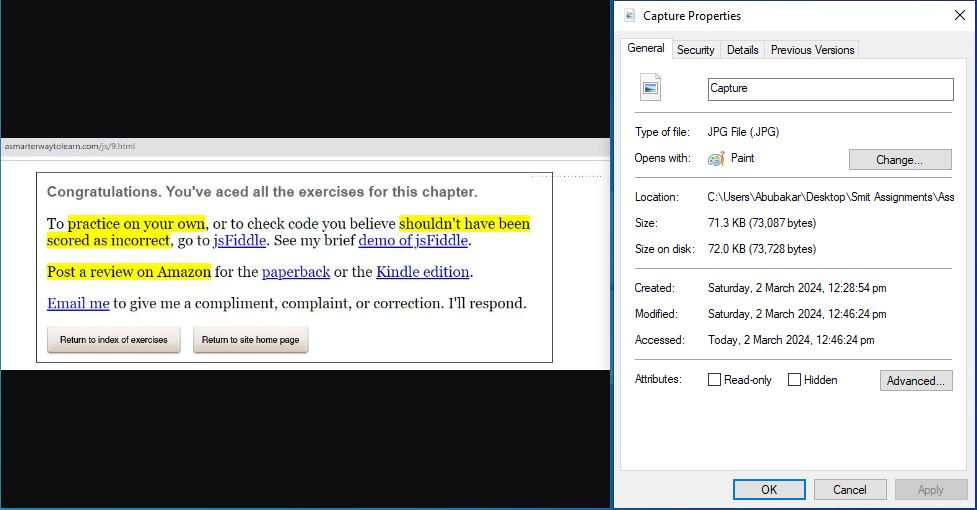 asmarterwaytolearn.com/js/9.html
Congratulations. You've aced all the exercises for this chapter.
To practice on your own, or to check code you believe shouldn't have been
scored as incorrect, go to jsFiddle. See my brief demo of jsFiddle.
Post a review on Amazon for the paperback or the Kindle edition.
Email me to give me a compliment, complaint, or correction. I'll respond.
Return to index of exercises Return to site home page
Capture Properties
General Security Details Previous Versions
Capture
Type of file: JPG File (.JPG)
Opens with: Paint Change...
Location: C:\Users\Abubakar\Desktop\Smit Assignments\Ass
Size: 71.3 KB (73,087 bytes)
Size on disk: 72.0 KB (73,728 bytes)
Created: Saturday, 2 March 2024, 12:28:54 pm
Modified: Saturday, 2 March 2024, 12:46:24 pm
Accessed: Today, 2 March 2024, 12:46:24 pm
Attributes: Read-only Hidden Advanced...
OK Cancel Apply